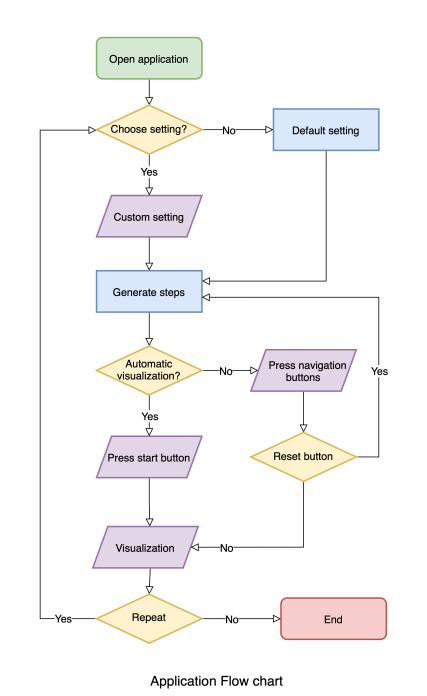 Open application
Choose setting?
No
Default setting
Yes
Custom setting
Generate steps
Automatic
visualization?
No
Press navigation
buttons
Yes
Yes
Press start button
Reset button
Visualization
No
Yes
Repeat
No
End
Application Flow chart